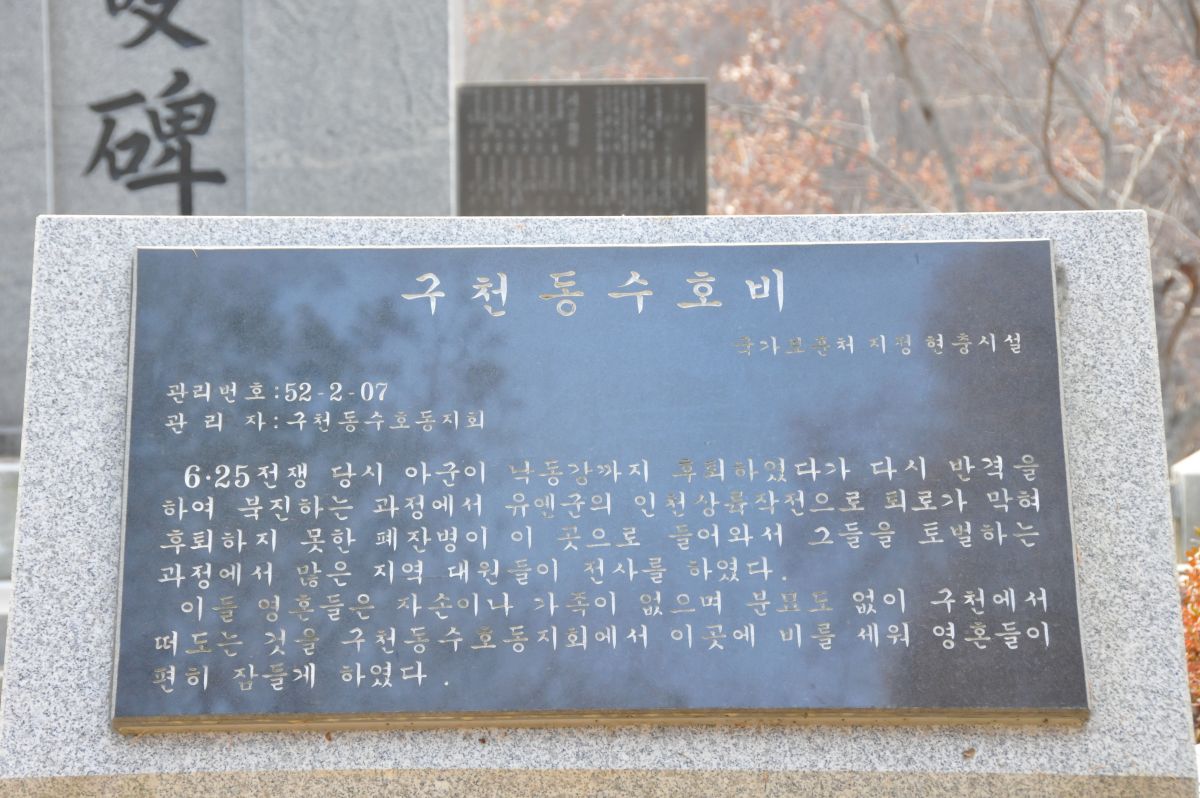 碑
구천동수호비
국가보훈처 지정 현충시설
관리번호:52-2-07
관 리 자:구천동수호동지회
6·25전쟁 당시 아군이 낙동강까지 후퇴하였다가 다시 반격을
하여 북진하는 과정에서 유엔군의 인천상륙작전으로 퇴로가 막혀
후퇴하지 못한 폐잔병이 이 곳으로 들어와서 그들을 토벌하는
과정에서 많은 지역 대원들이 전사를 하였다.
이들 영혼들은 자손이나 가족이 없으며 분묘도 없이 구천에서
떠도는 것을 구천동수호동지회에서 이곳에 비를 세워 영혼들이
편히 잠들게 하였다.